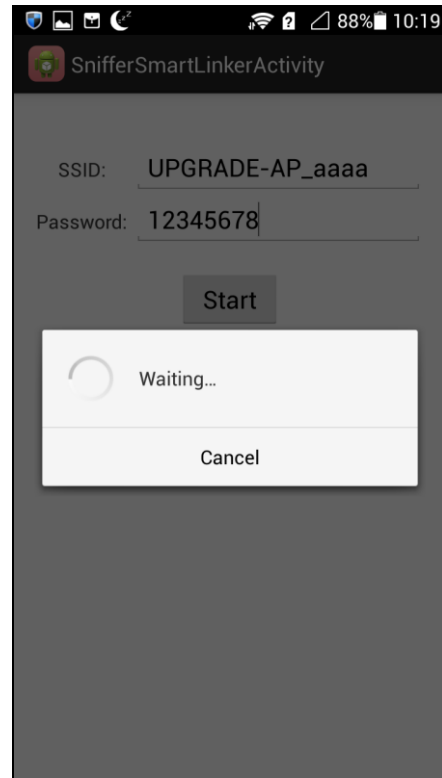 88% 10:19
SnifferSmartLinkerActivity
SSID: UPGRADE-AP_aaaa
Password: 12345678
Start
Waiting…
Cancel